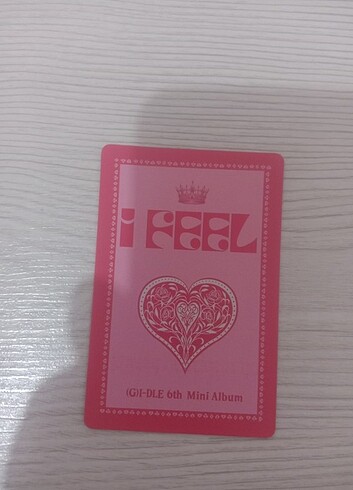 i FEEL
(G)I-DLE 6th Mini Album